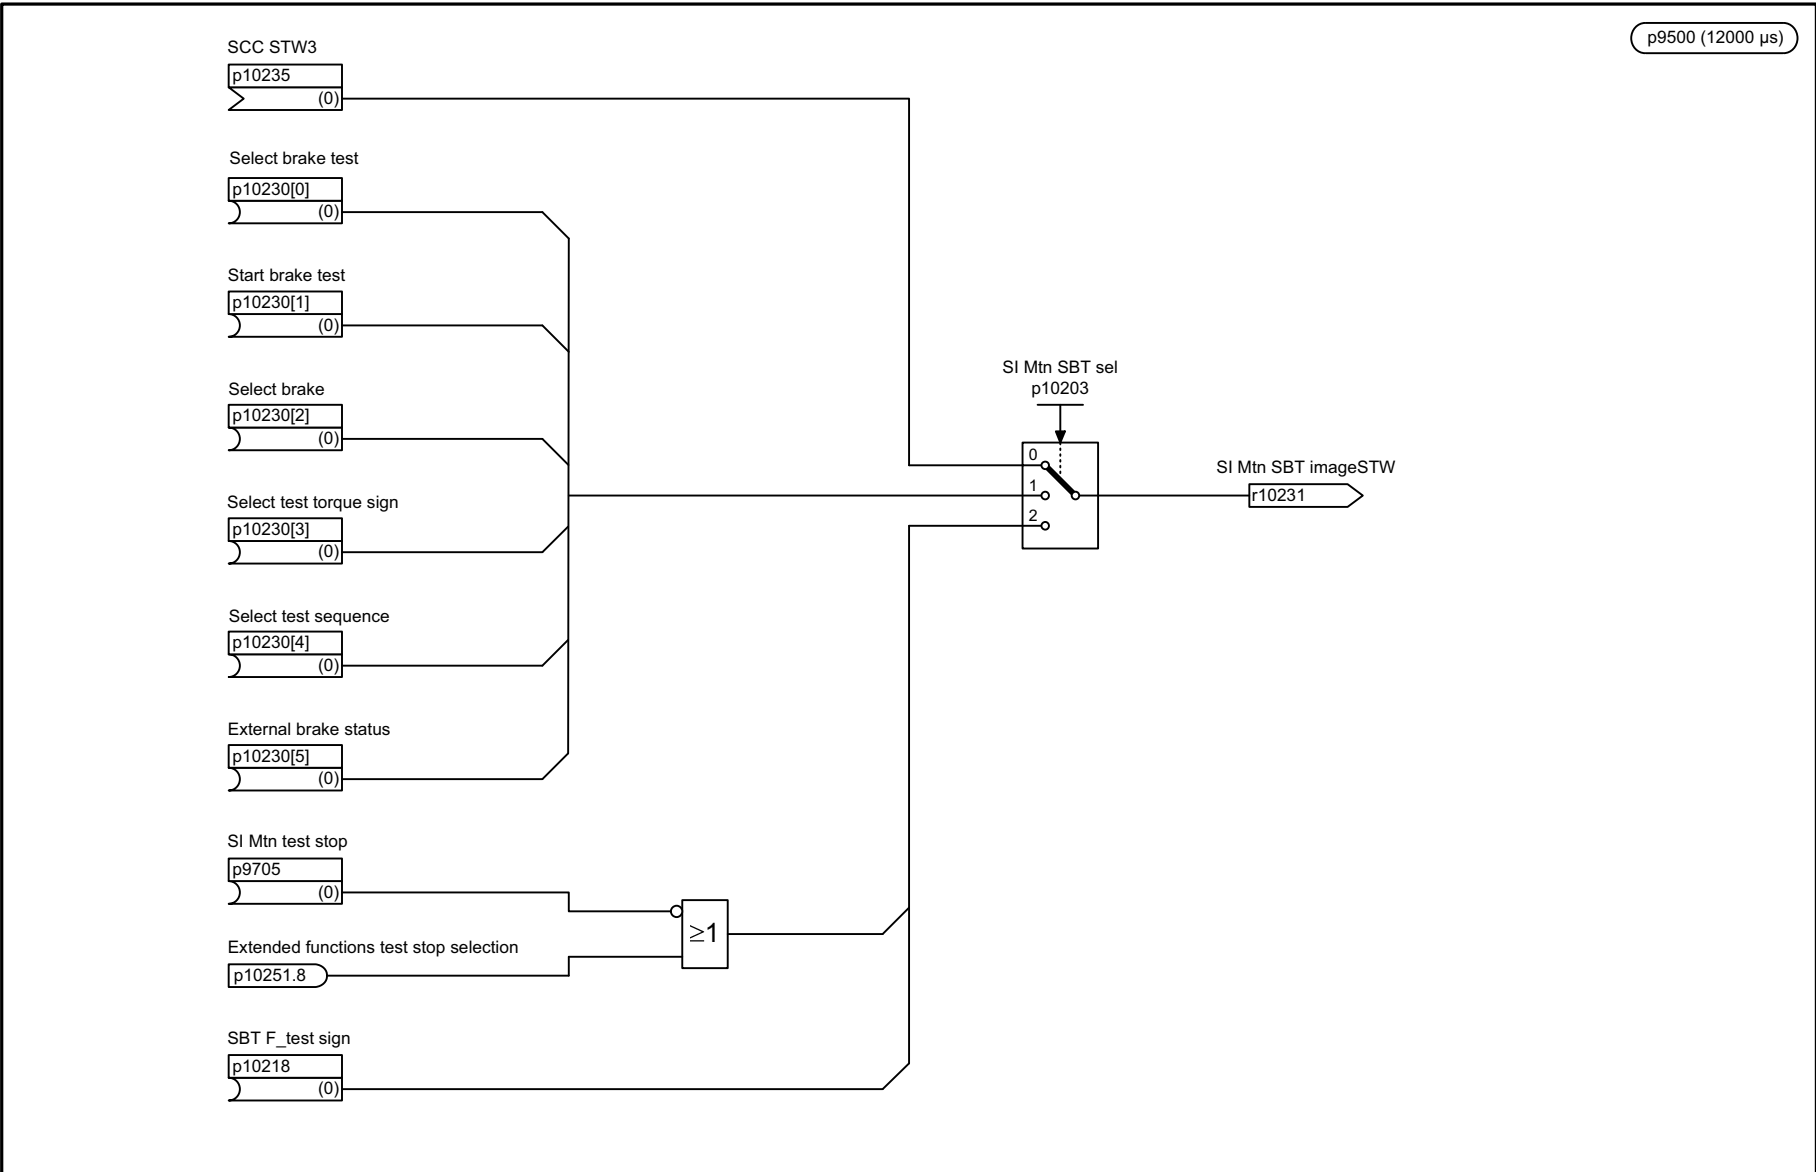 p9500 (12000 µs)
SCC STW3
p10235
(0)
Select brake test
p10230[0]
(0)
Start brake test
p10230[1]
(0)
Select brake
p10230[2]
(0)
Select test torque sign
p10230[3]
(0)
Select test sequence
p10230[4]
(0)
External brake status
p10230[5]
(0)
SI Mtn test stop
p9705
(0)
Extended functions test stop selection
p10251.8
SBT F_test sign
p10218
(0)
≥1
SI Mtn SBT sel
p10203
0
1
2
SI Mtn SBT imageSTW
r10231